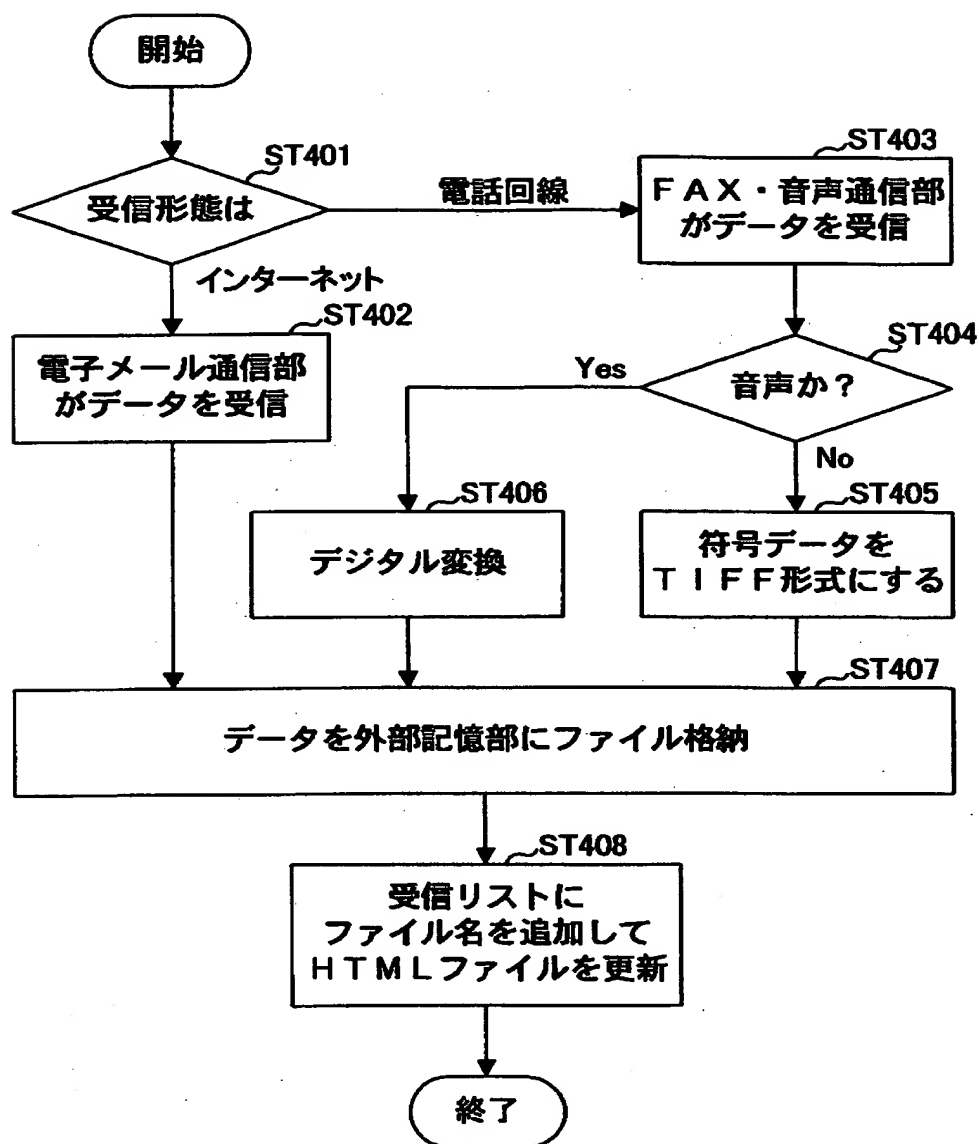 開始
ST401
受信形態は
電話回線
ST403
FAX・音声通信部
がデータを受信
インターネット
ST402
電子メール通信部
がデータを受信
ST404
音声か?
Yes
No
ST406
デジタル変換
ST405
符号データを
TIFF形式にする
ST407
データを外部記憶部にファイル格納
ST408
受信リストに
ファイル名を追加して
HTMLファイルを更新
終了